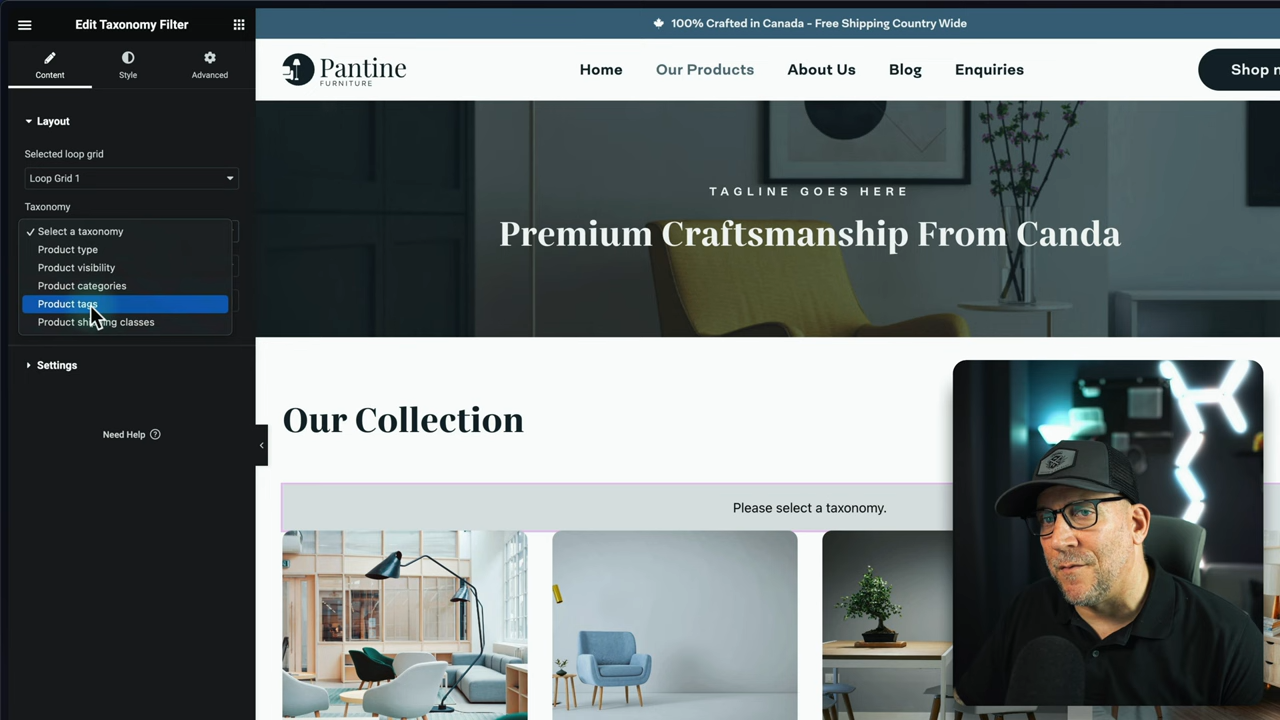 Edit Taxonomy Filter
Content
Style
Advanced
Layout
Selected loop grid
Loop Grid 1
Taxonomy
Select a taxonomy
Product type
Product visibility
Product categories
Product tags
Product shipping classes
Settings
Need Help
100% Crafted in Canada - Free Shipping Country Wide
Pantine
FURNITURE
Home
Our Products
About Us
Blog
Enquiries
Shop
TAGLINE GOES HERE
Premium Craftsmanship From Canda
Our Collection
Please select a taxonomy.